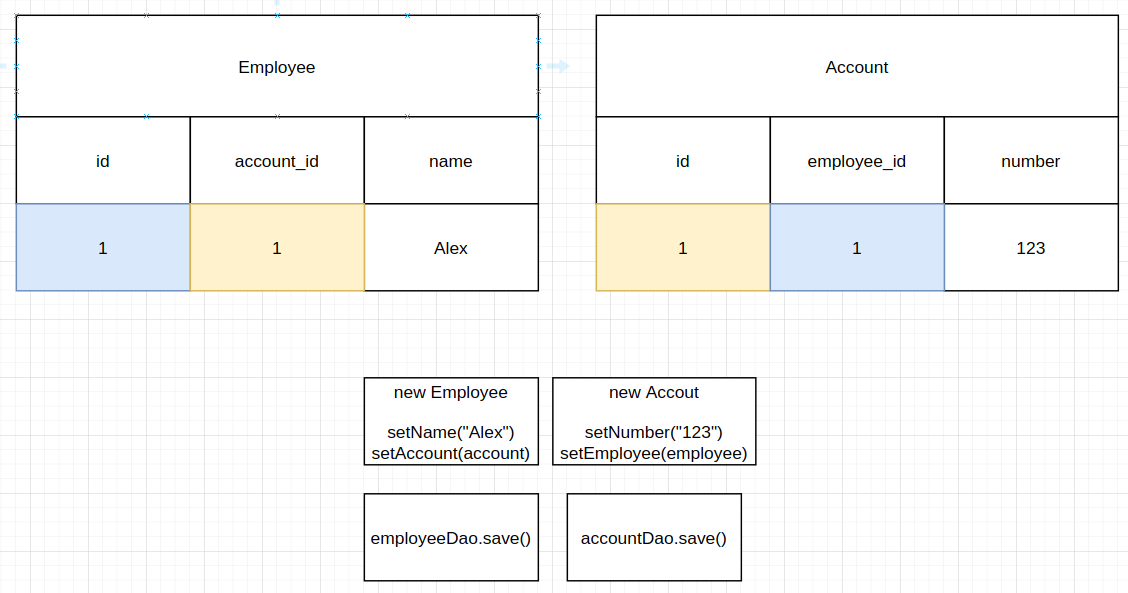 Employee
Account
id
account_id
name
id
employee_id
number
1
1
Alex
1
1
123
new Employee
setName("Alex")
setAccount(account)
new Accout
setNumber("123")
setEmployee(employee)
employeeDao.save()
accountDao.save()